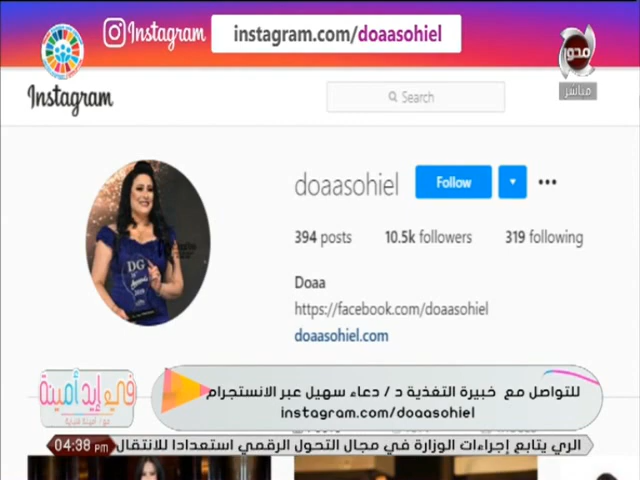 Instagram instagram.com/doaasohiel
محور
مباشر
Instagram
Search
doaasohiel Follow
394 posts 10.5k followers 319 following
Doaa
https://facebook.com/doaasohiel
doaasohiel.com
في إيد أمينة
للتواصل مع خبيرة التغذية د / دعاء سهيل عبر الانستجرام
instagram.com/doaasohiel
04:38 pm الري يتابع إجراءات الوزارة في مجال التحول الرقمي استعدادا للانتقال